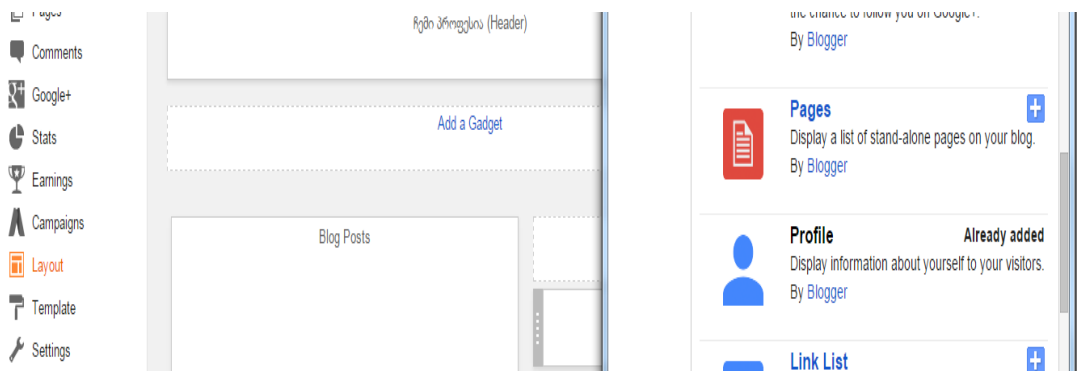 Pages
Comments
Google+
Stats
Earnings
Campaigns
Layout
Template
Settings
ჩემი პროფესია (Header)
Add a Gadget
Blog Posts
the chance to follow you on Google+.
By Blogger
Pages
Display a list of stand-alone pages on your blog.
By Blogger
Profile Already added
Display information about yourself to your visitors.
By Blogger
Link List